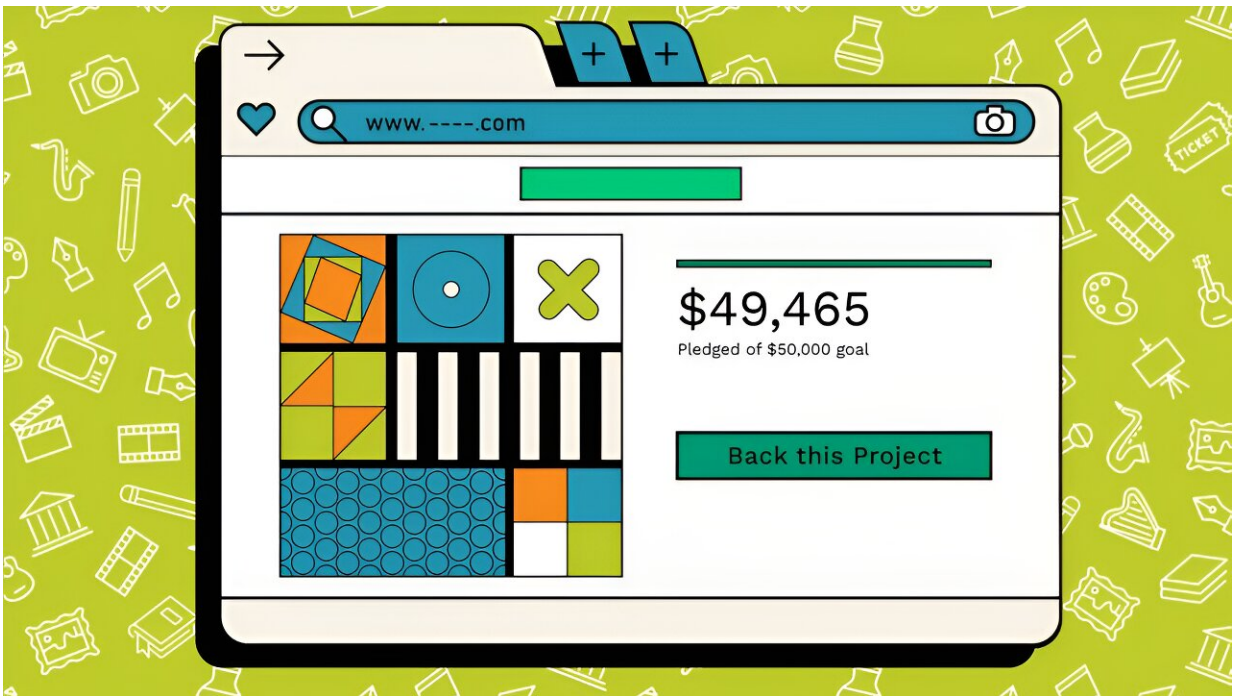 www.----.com
$49,465
Pledged of $50,000 goal
Back this Project
TICKET